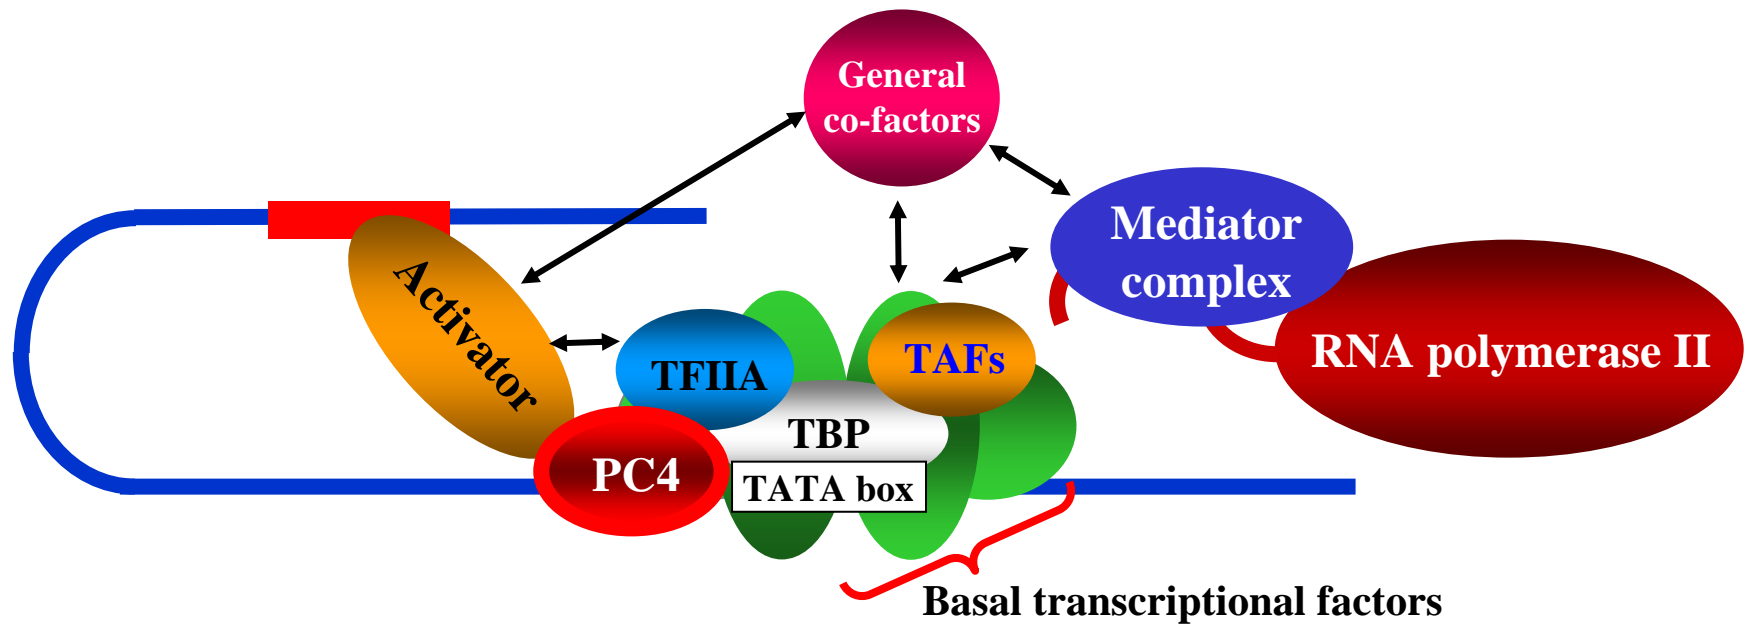 General
co-factors
Mediator
complex
RNA polymerase II
Activator
TFIIA
TAFs
TBP
PC4
TATA box
Basal transcriptional factors